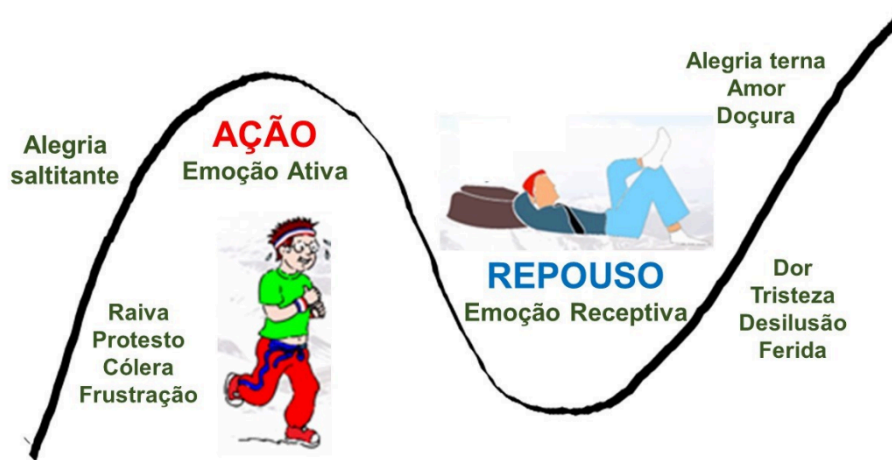 Alegria
saltitante
AÇÃO
Emoção Ativa
Raiva
Protesto
Cólera
Frustração
REPOUSO
Emoção Receptiva
Alegria terna
Amor
Doçura
Dor
Tristeza
Desilusão
Ferida